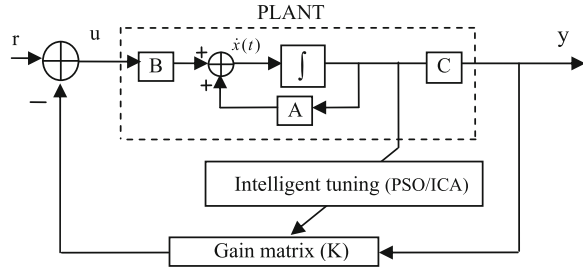 PLANT
r
u
B
+
+
ẋ(t)
∫
C
y
A
−
Intelligent tuning (PSO/ICA)
Gain matrix (K)